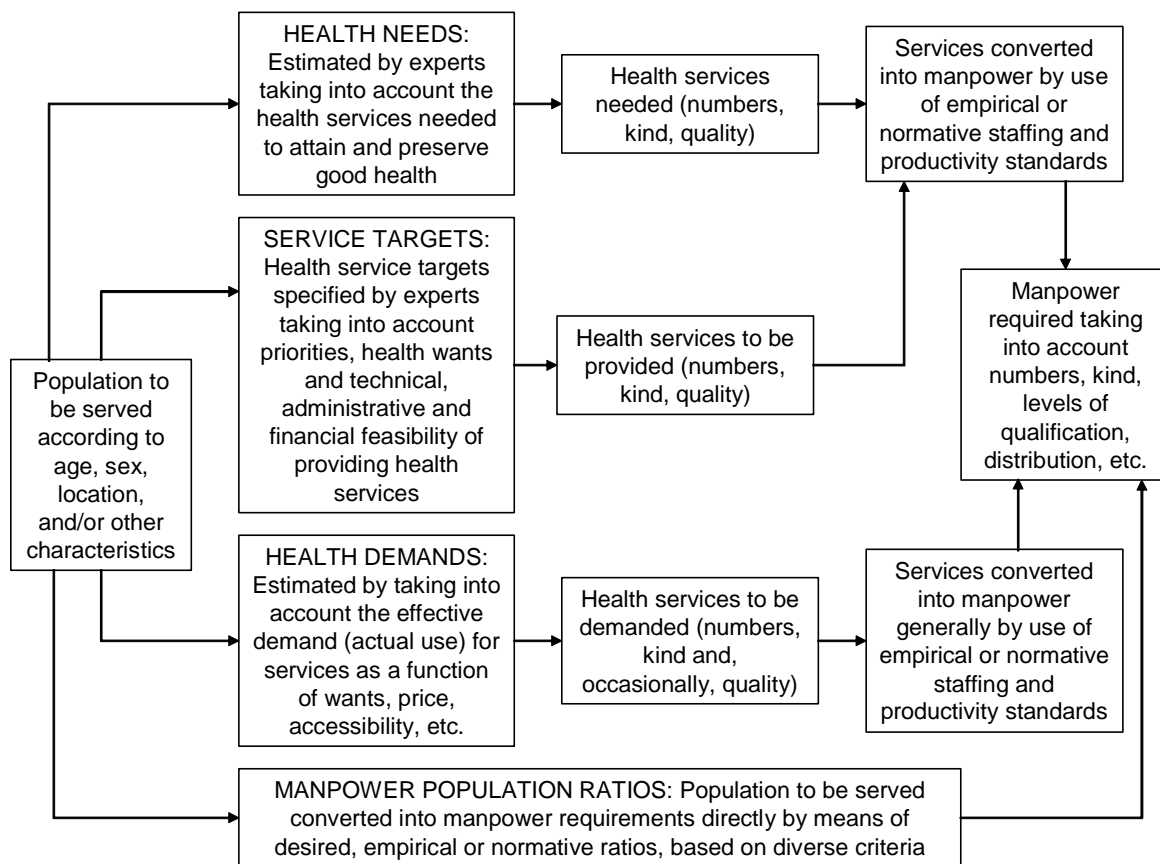 HEALTH NEEDS:
Estimated by experts
taking into account the
health services needed
to attain and preserve
good health
Health services
needed (numbers,
kind, quality)
Services converted
into manpower by use
of empirical or
normative staffing and
productivity standards
SERVICE TARGETS:
Health service targets
specified by experts
taking into account
priorities, health wants
and technical,
administrative and
financial feasibility of
providing health
services
Health services to be
provided (numbers,
kind, quality)
Manpower
required taking
into account
numbers, kind,
levels of
qualification,
distribution, etc.
Population to
be served
according to
age, sex,
location,
and/or other
characteristics
HEALTH DEMANDS:
Estimated by taking into
account the effective
demand (actual use) for
services as a function
of wants, price,
accessibility, etc.
Health services to be
demanded (numbers,
kind and,
occasionally, quality)
Services converted
into manpower
generally by use of
empirical or normative
staffing and
productivity standards
MANPOWER POPULATION RATIOS: Population to be served
converted into manpower requirements directly by means of
desired, empirical or normative ratios, based on diverse criteria